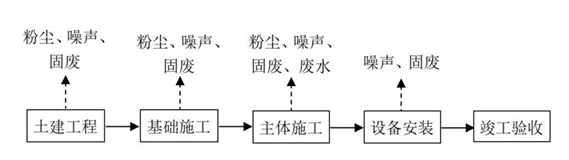 粉尘、噪声、
固废
粉尘、噪声、
固废
粉尘、噪声、
固废、废水
噪声、固废
土建工程
基础施工
主体施工
设备安装
竣工验收